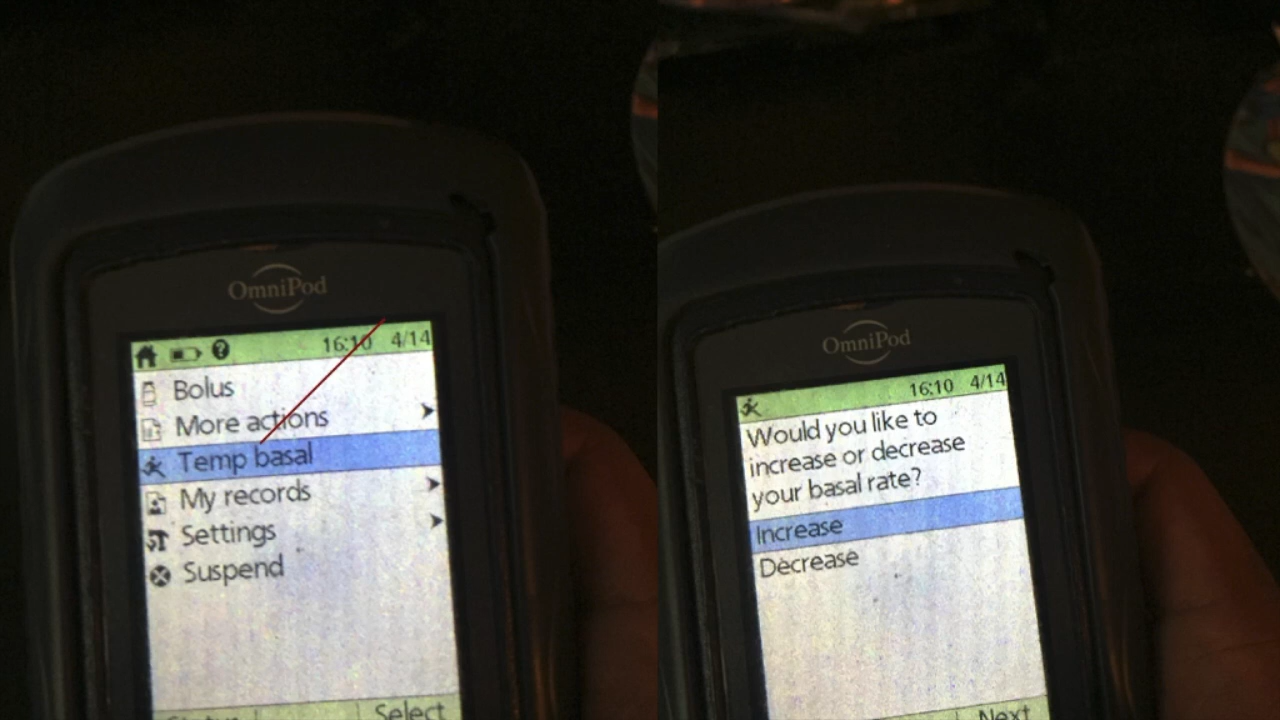 OmniPod
16:10 4/14
Bolus
More actions
Temp basal
My records
Settings
Suspend
Status Select
OmniPod
16:10 4/14
Would you like to
increase or decrease
your basal rate?
Increase
Decrease
Next